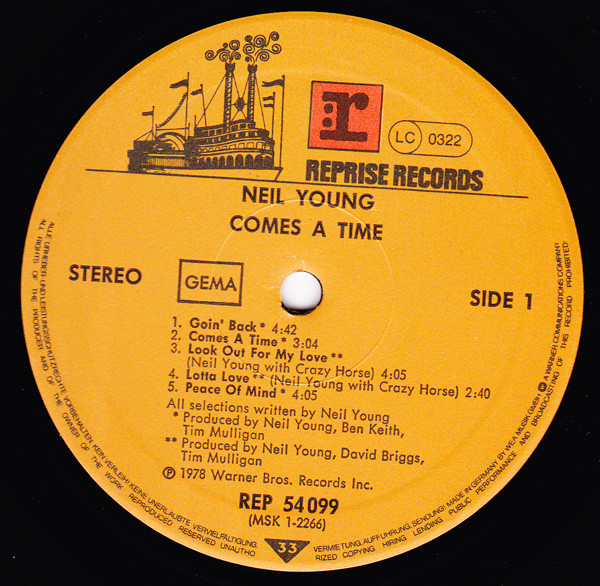 r
LC 0322
REPRISE RECORDS
NEIL YOUNG
COMES A TIME
STEREO
GEMA
SIDE 1
1. Goin' Back * 4:42
2. Comes A Time * 3:04
3. Look Out For My Love **
(Neil Young with Crazy Horse) 4:05
4. Lotta Love ** (Neil Young with Crazy Horse) 2:40
5. Peace Of Mind * 4:05
All selections written by Neil Young
* Produced by Neil Young, Ben Keith,
Tim Mulligan
** Produced by Neil Young, David Briggs,
Tim Mulligan
℗ 1978 Warner Bros. Records Inc.
REP 54 099
(MSK 1-2266)
33
ALLE URHEBER- UND LEISTUNGSSCHUTZRECHTE VORBEHALTEN. KEIN VERLEIH! KEINE UNERLAUBTE VERVIELFÄLTIGUNG, VERMIETUNG, AUFFÜHRUNG, SENDUNG! MADE IN GERMANY BY WEA MUSIK GMBH A WARNER COMMUNICATIONS COMPANY
ALL RIGHTS OF THE PRODUCER AND OF THE OWNER OF THE WORK REPRODUCED RESERVED UNAUTHO RIZED COPYING HIRING LENDING PUBLIC PERFORMANCE AND BROADCASTING OF THIS RECORD PROHIBITED